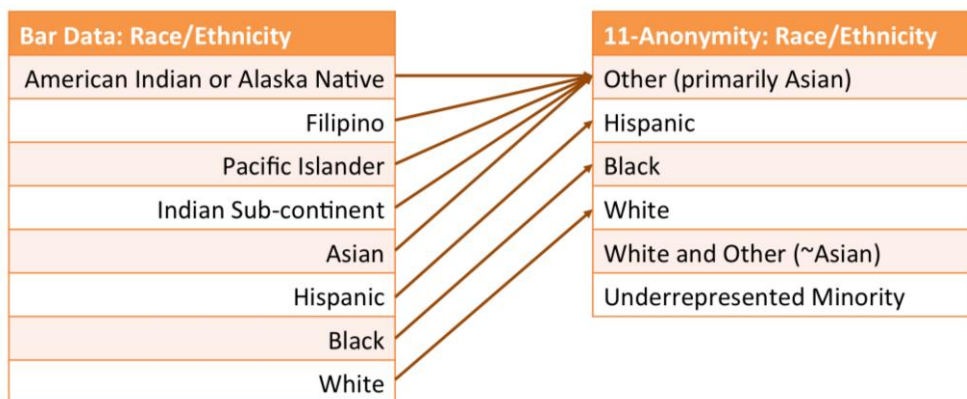 Bar Data: Race/Ethnicity
American Indian or Alaska Native
Filipino
Pacific Islander
Indian Sub-continent
Asian
Hispanic
Black
White
11-Anonymity: Race/Ethnicity
Other (primarily Asian)
Hispanic
Black
White
White and Other (~Asian)
Underrepresented Minority